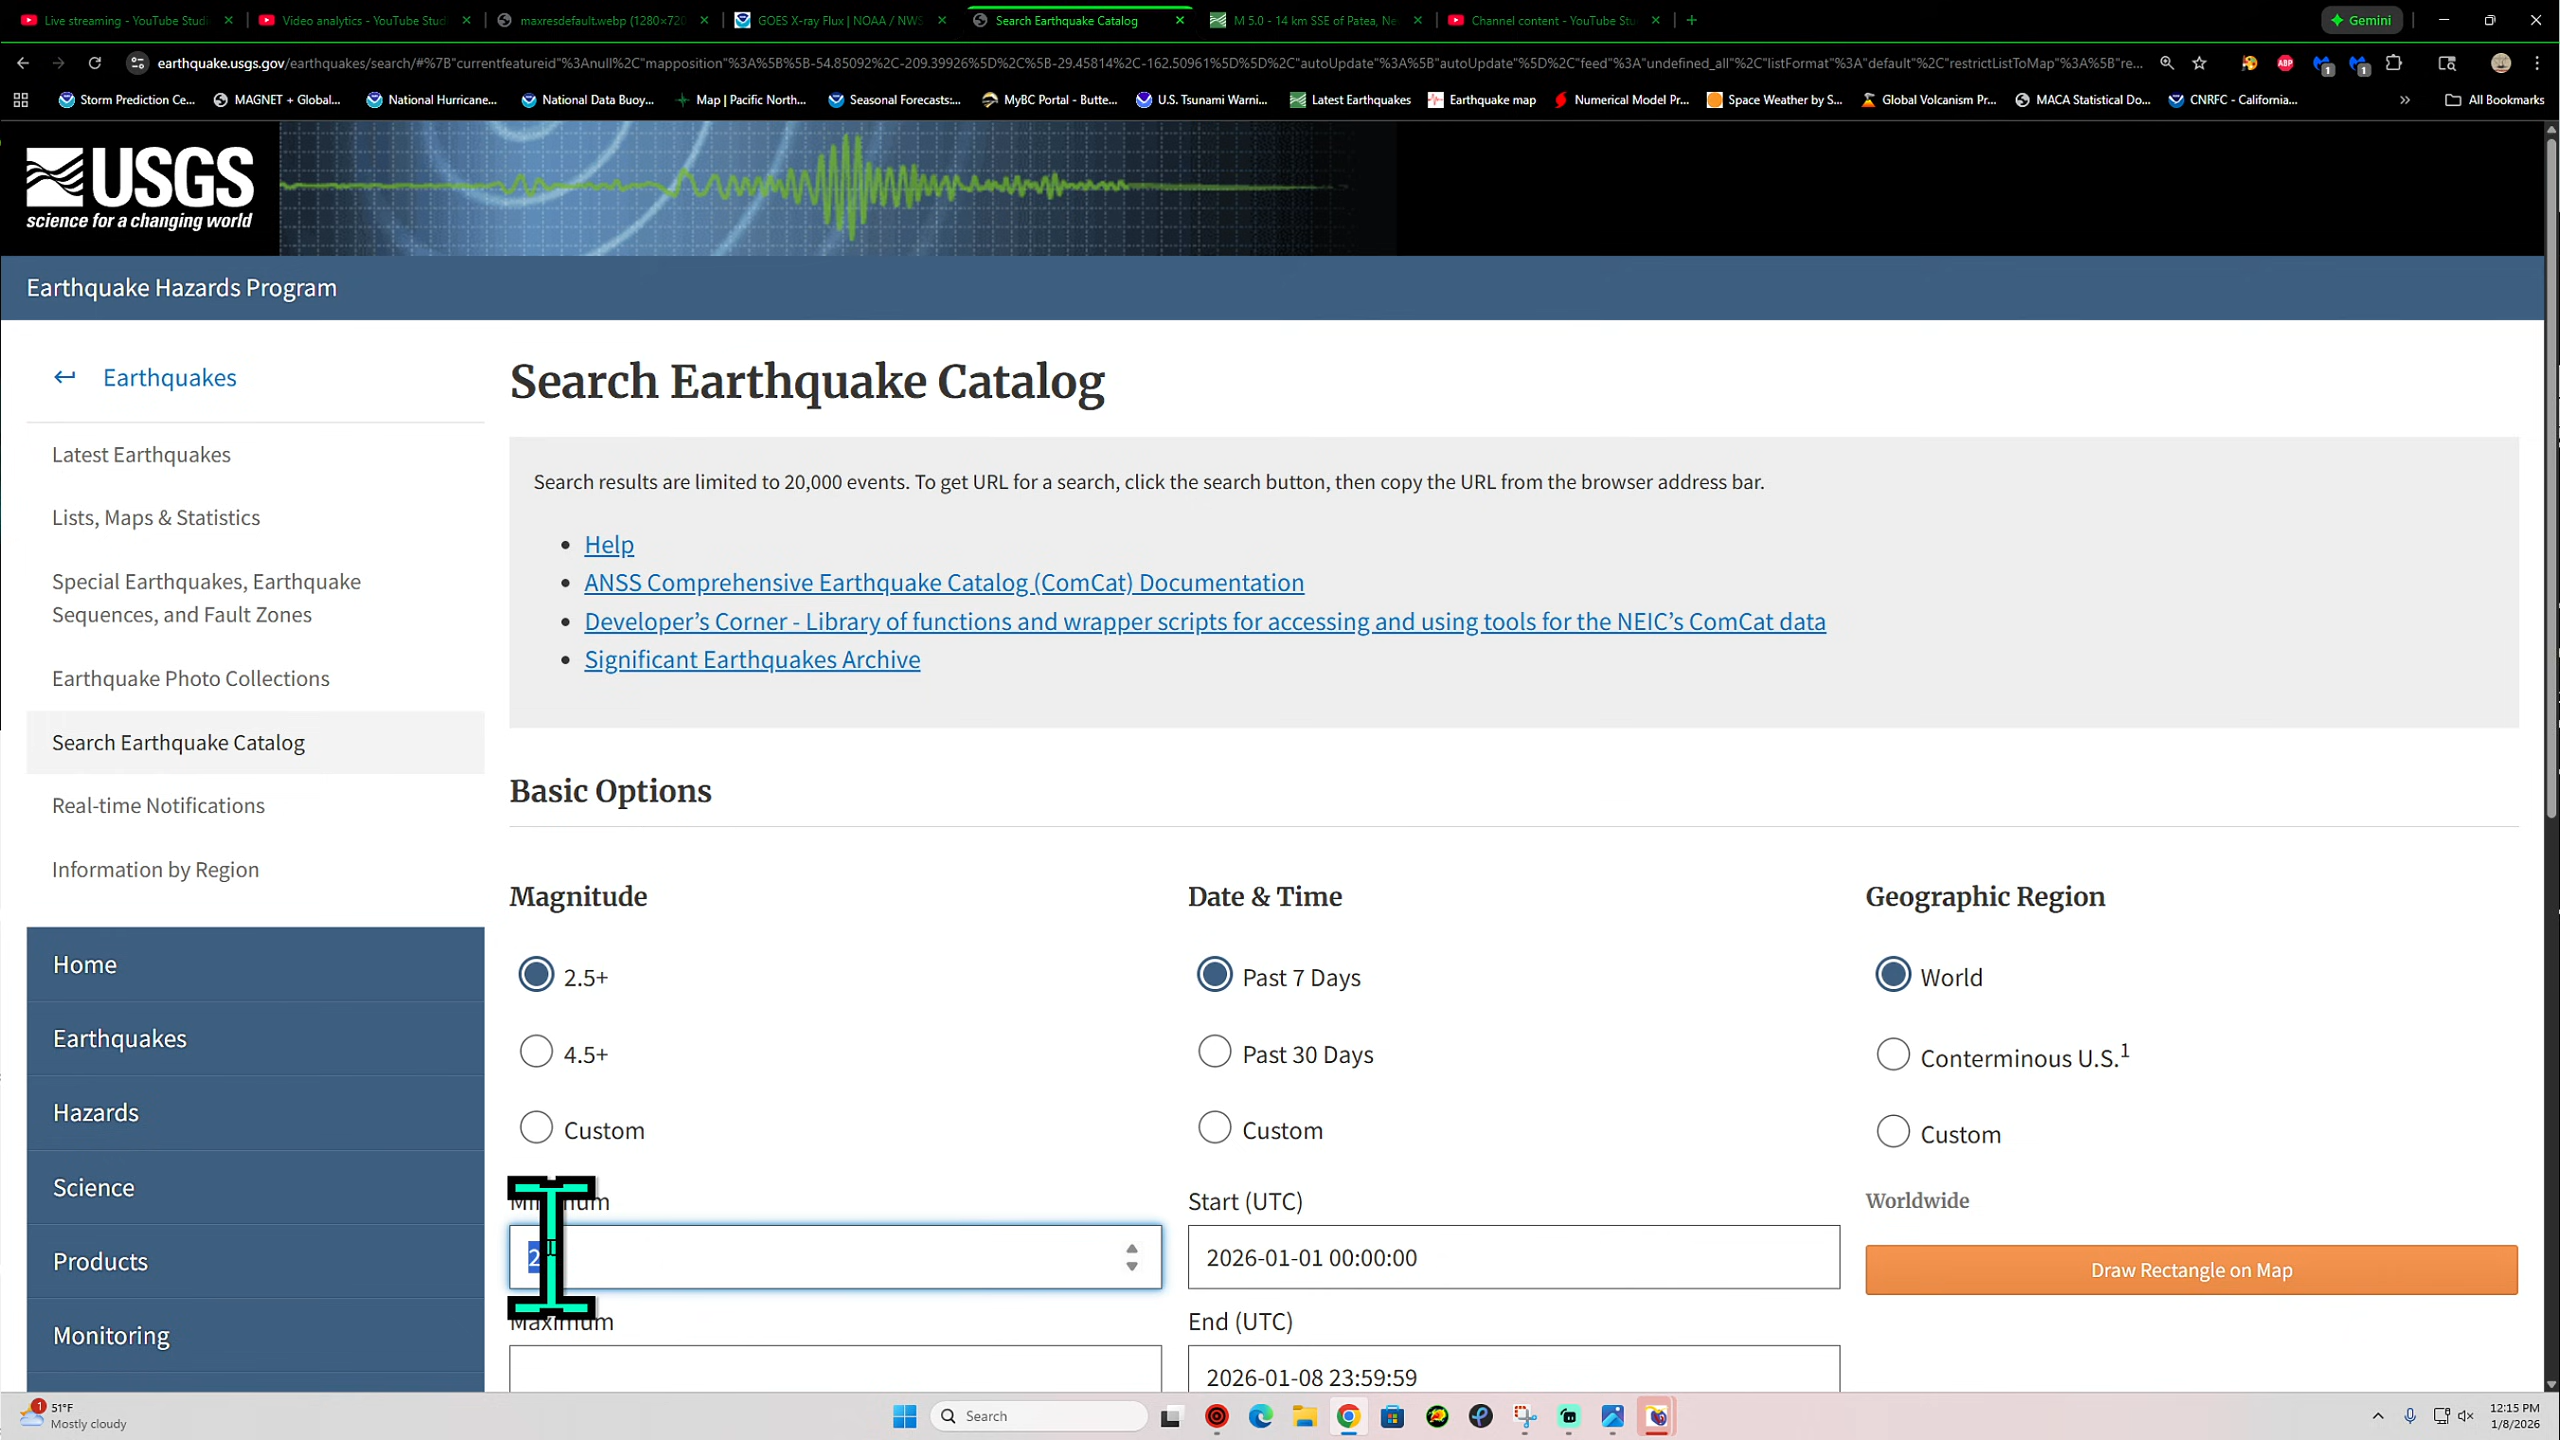 Live streaming - YouTube Studi
Video analytics - YouTube Stud
maxresdefault.webp (1280×720
GOES X-ray Flux | NOAA / NWS
Search Earthquake Catalog
M 5.0 - 14 km SSE of Patea, Ne
Channel content - YouTube Stu
Gemini
earthquake.usgs.gov/earthquakes/search/#%7B"currentfeatureid"%3Anull%2C"mapposition"%3A%5B%5B-54.85092%2C-209.39926%5D%2C%5B-29.45814%2C-162.50961%5D%5D%2C"autoUpdate"%3A%5B"autoUpdate"%5D%2C"feed"%3A"undefined_all"%2C"listFormat"%3A"default"%2C"restrictListToMap"%3A%5B"re...
Storm Prediction Ce...
MAGNET + Global...
National Hurricane...
National Data Buoy...
Map | Pacific North...
Seasonal Forecasts:...
MyBC Portal - Butte...
U.S. Tsunami Warni...
Latest Earthquakes
Earthquake map
Numerical Model Pr...
Space Weather by S...
Global Volcanism Pr...
MACA Statistical Do...
CNRFC - California...
All Bookmarks
USGS
science for a changing world
Earthquake Hazards Program
Earthquakes
Latest Earthquakes
Lists, Maps & Statistics
Special Earthquakes, Earthquake
Sequences, and Fault Zones
Earthquake Photo Collections
Search Earthquake Catalog
Real-time Notifications
Information by Region
Home
Earthquakes
Hazards
Science
Products
Monitoring
Search Earthquake Catalog
Search results are limited to 20,000 events. To get URL for a search, click the search button, then copy the URL from the browser address bar.
• Help
• ANSS Comprehensive Earthquake Catalog (ComCat) Documentation
• Developer’s Corner - Library of functions and wrapper scripts for accessing and using tools for the NEIC’s ComCat data
• Significant Earthquakes Archive
Basic Options
Magnitude
2.5+
4.5+
Custom
Minimum
2
Maximum
Date & Time
Past 7 Days
Past 30 Days
Custom
Start (UTC)
2026-01-01 00:00:00
End (UTC)
2026-01-08 23:59:59
Geographic Region
World
Conterminous U.S.1
Custom
Worldwide
Draw Rectangle on Map
1
51°F
Mostly cloudy
Search
12:15 PM
1/8/2026